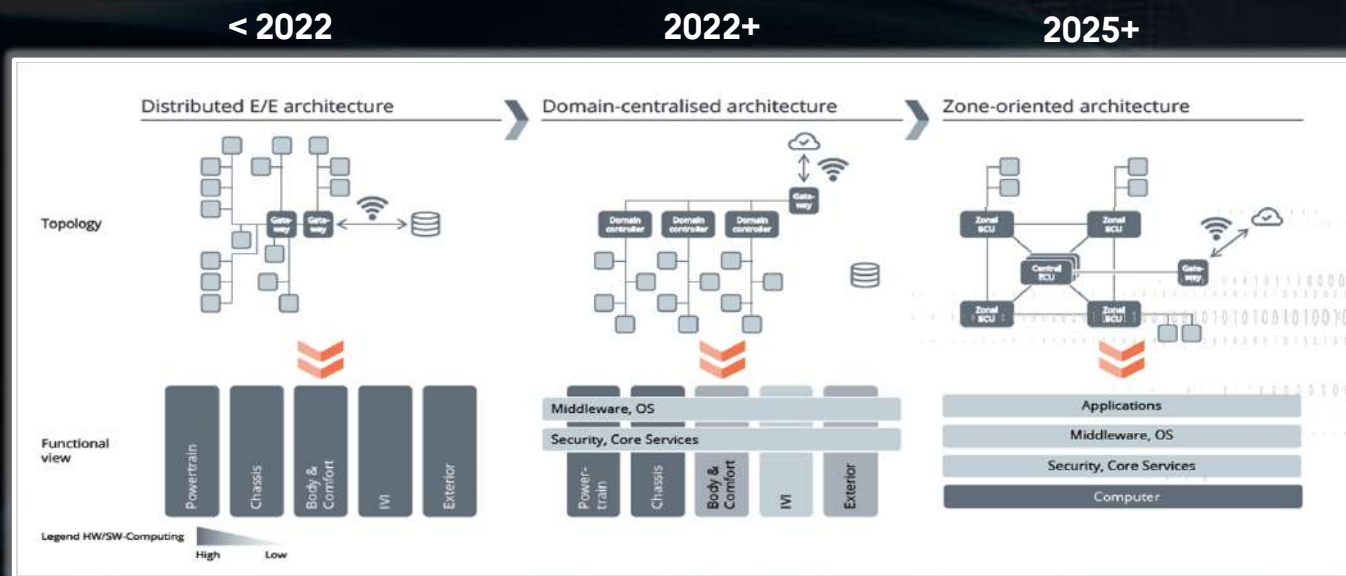 < 2022
2022+
2025+
Distributed E/E architecture
Domain-centralised architecture
Zone-oriented architecture
Topology
Gate-
way
Gate-
way
Domain
controller
Domain
controller
Domain
controller
Gate-
way
Zonal
ECU
Zonal
ECU
Central
ECU
Gate-
way
Zonal
ECU
Zonal
ECU
Functional
view
Powertrain
Chassis
Body &
Comfort
IVI
Exterior
Middleware, OS
Security, Core Services
Power-
train
Chassis
Body &
Comfort
IVI
Exterior
Applications
Middleware, OS
Security, Core Services
Computer
Legend HW/SW-Computing
High
Low